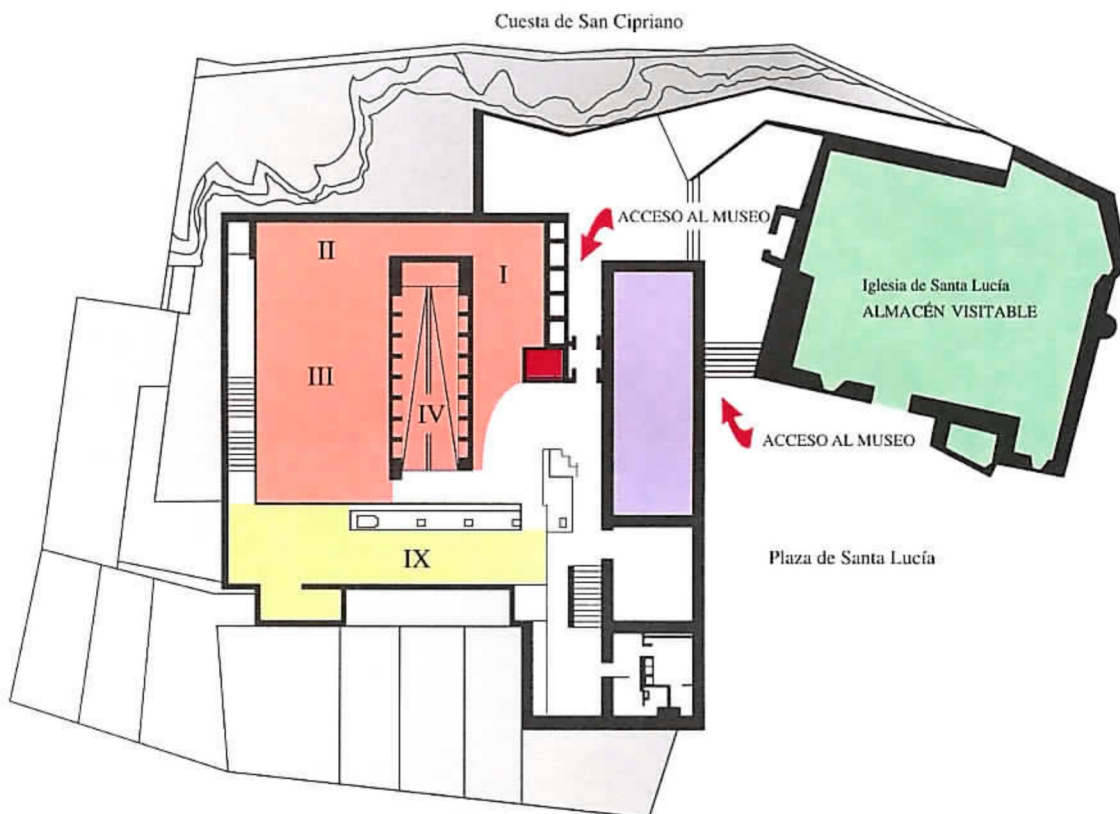 Cuesta de San Cipriano
ACCESO AL MUSEO
II
I
Iglesia de Santa Lucía
ALMACÉN VISITABLE
III
IV
ACCESO AL MUSEO
IX
Plaza de Santa Lucía